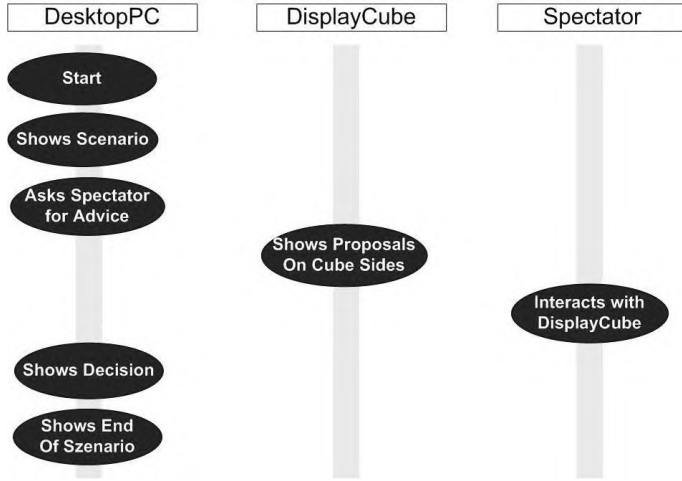 DesktopPC
DisplayCube
Spectator
Start
Shows Scenario
Asks Spectator
for Advice
Shows Proposals
On Cube Sides
Interacts with
DisplayCube
Shows Decision
Shows End
Of Szenario